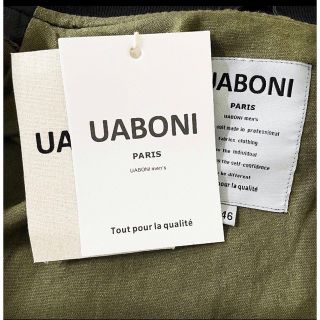 UABONI
PARIS
UABONI men's
Tout pour la qualité
UA
UABONI
PARIS
UABONI men's
made in professional
fabrics clothing
the individual
the self-confidence
be different
pour la qualité
46